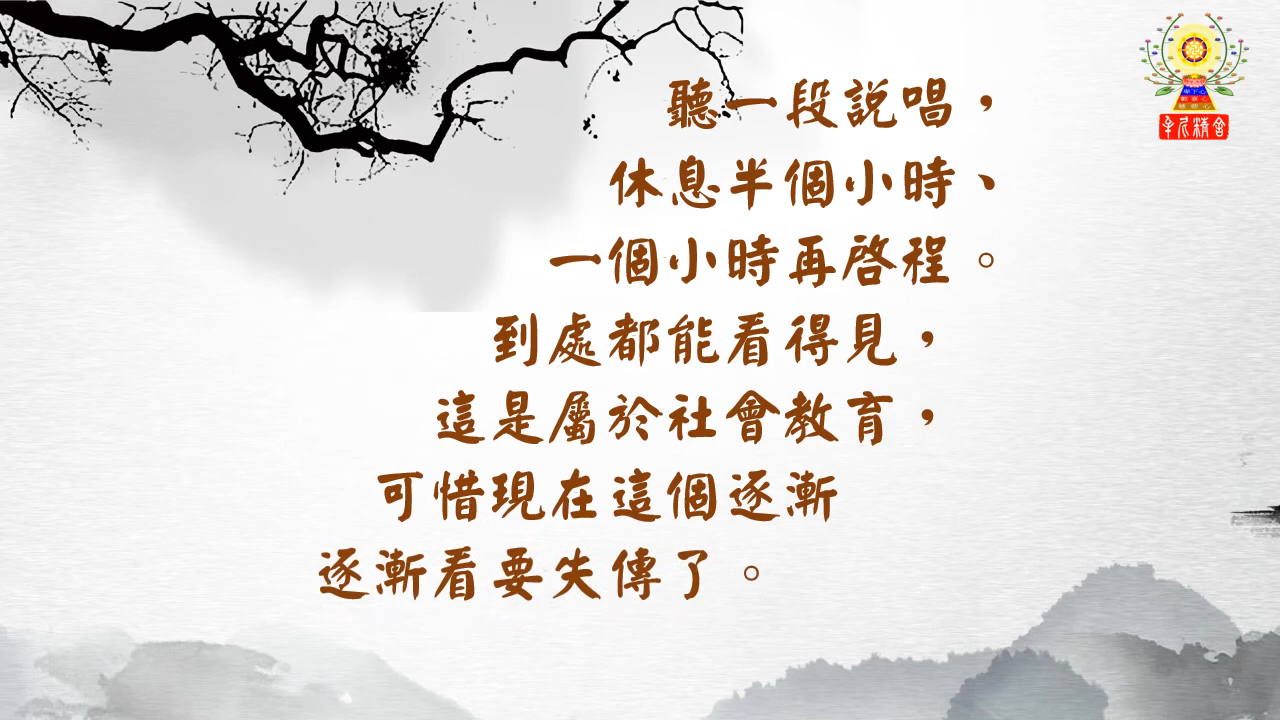 聽一段說唱，
休息半個小時、
一個小時再啓程。
到處都能看得見，
這是屬於社會教育，
可惜現在這個逐漸
逐漸看要失傳了。